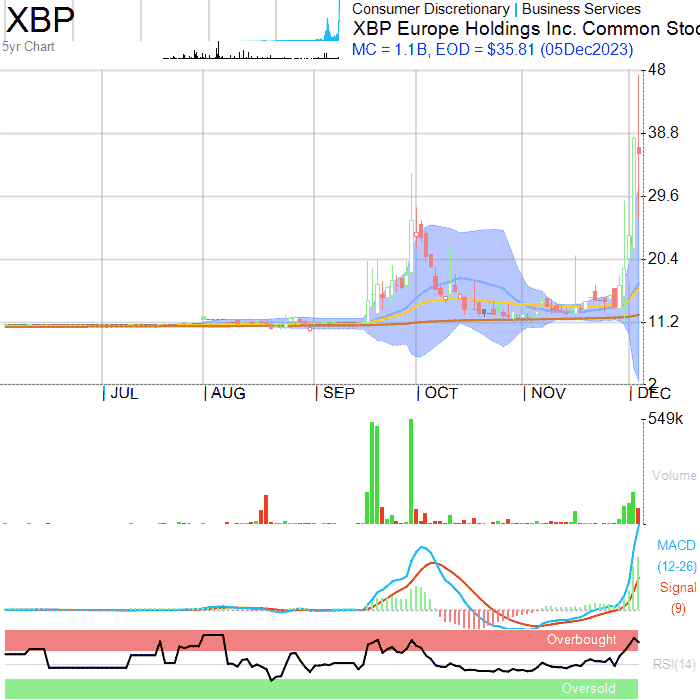 XBP
5yr Chart
Consumer Discretionary | Business Services
XBP Europe Holdings Inc. Common Stoc
MC = 1.1B, EOD = $35.81 (05Dec2023)
48
38.8
29.6
20.4
11.2
2
JUL
AUG
SEP
OCT
NOV
DEC
549k
Volume
MACD
(12-26)
Signal
(9)
Overbought
RSI(14)
Oversold